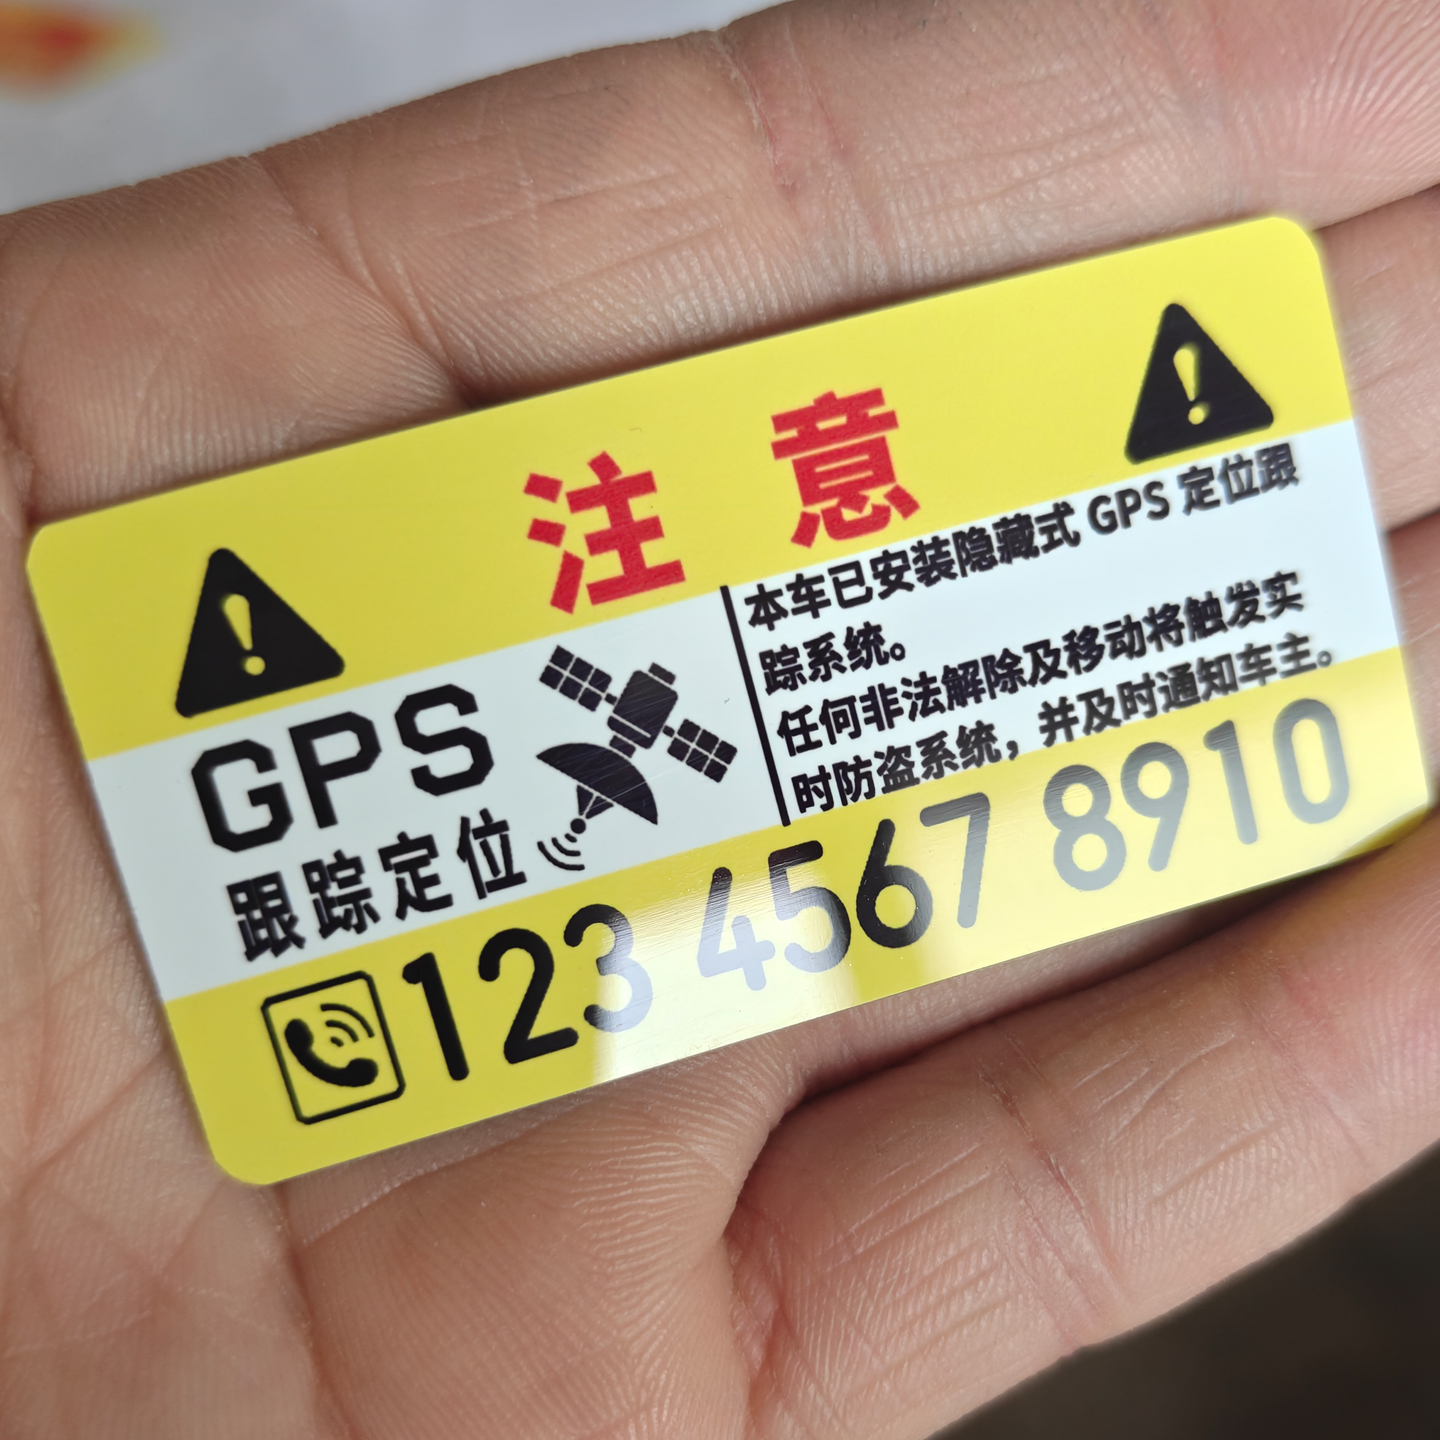 注 意
GPS
跟踪定位
本车已安装隐藏式 GPS 定位跟
踪系统。
任何非法解除及移动将触发实
时防盗系统，并及时通知车主。
123 4567 8910